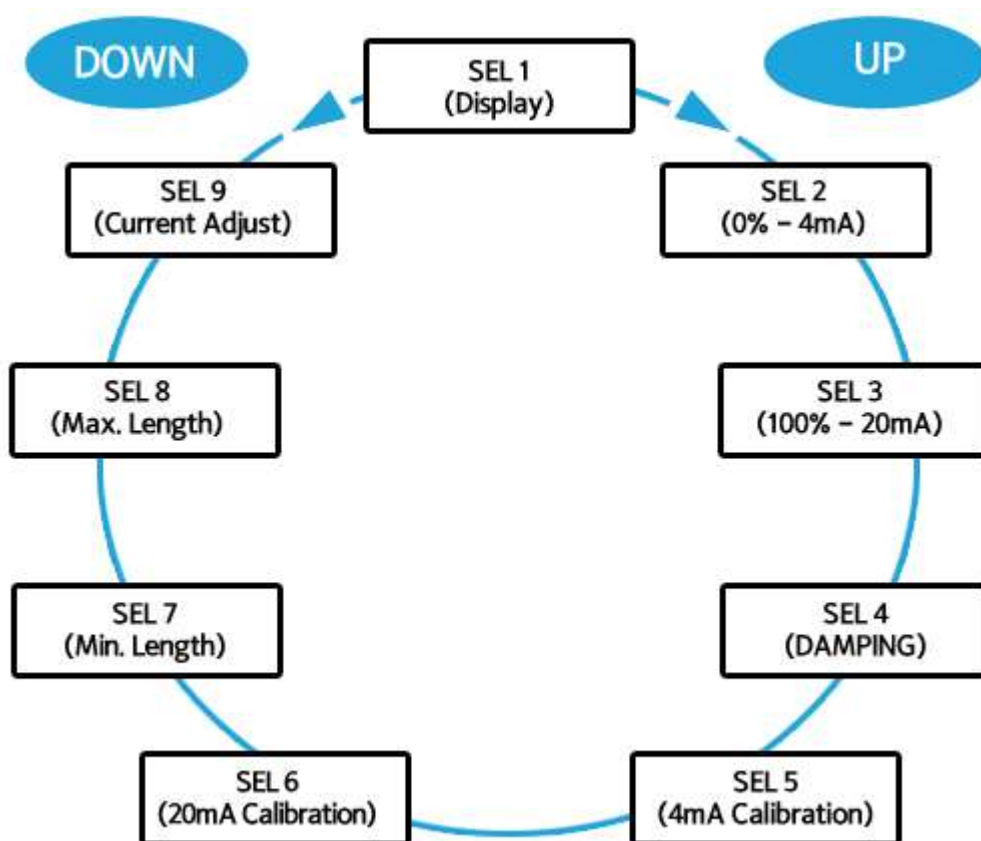 DOWN
UP
SEL 1
(Display)
SEL 2
(0% – 4mA)
SEL 3
(100% – 20mA)
SEL 4
(DAMPING)
SEL 5
(4mA Calibration)
SEL 6
(20mA Calibration)
SEL 7
(Min. Length)
SEL 8
(Max. Length)
SEL 9
(Current Adjust)